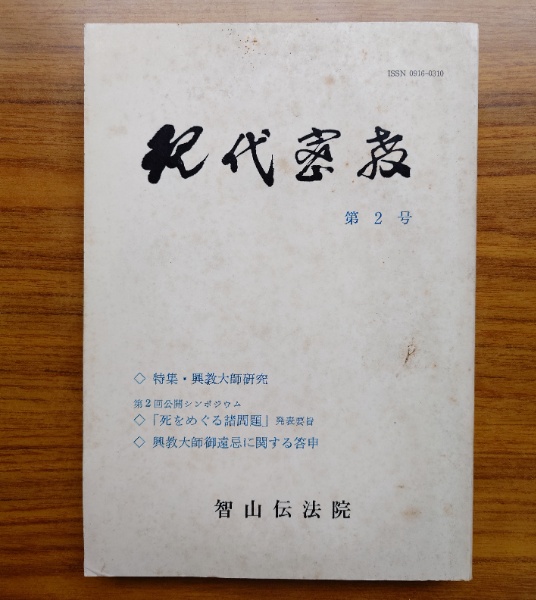 ISSN 0916-0310
現代密教
第2号
◇ 特集・興教大師研究
第2回公開シンポジウム
◇「死をめぐる諸問題」発表要旨
◇ 興教大師御遠忌に関する答申
智山伝法院